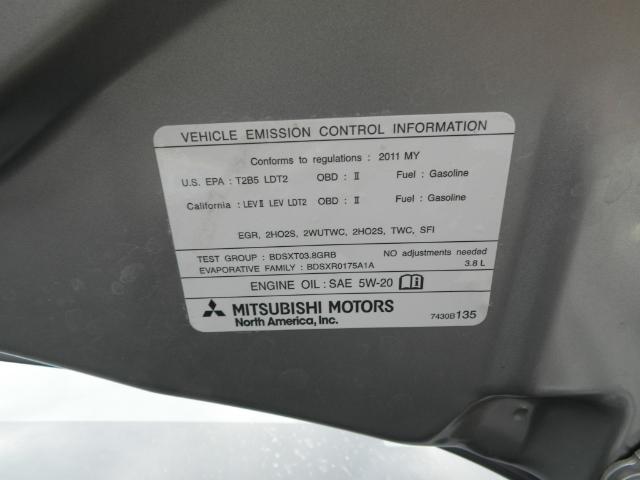 VEHICLE EMISSION CONTROL INFORMATION
Conforms to regulations : 2011 MY
U.S. EPA : T2B5 LDT2 OBD : II Fuel : Gasoline
California : LEVII LEV LDT2 OBD : II Fuel : Gasoline
EGR, 2HO2S, 2WUTWC, 2HO2S, TWC, SFI
TEST GROUP : BDSXT03.8GRB NO adjustments needed
EVAPORATIVE FAMILY : BDSXR0175A1A 3.8 L
ENGINE OIL : SAE 5W-20
MITSUBISHI MOTORS
North America, Inc. 7430B135